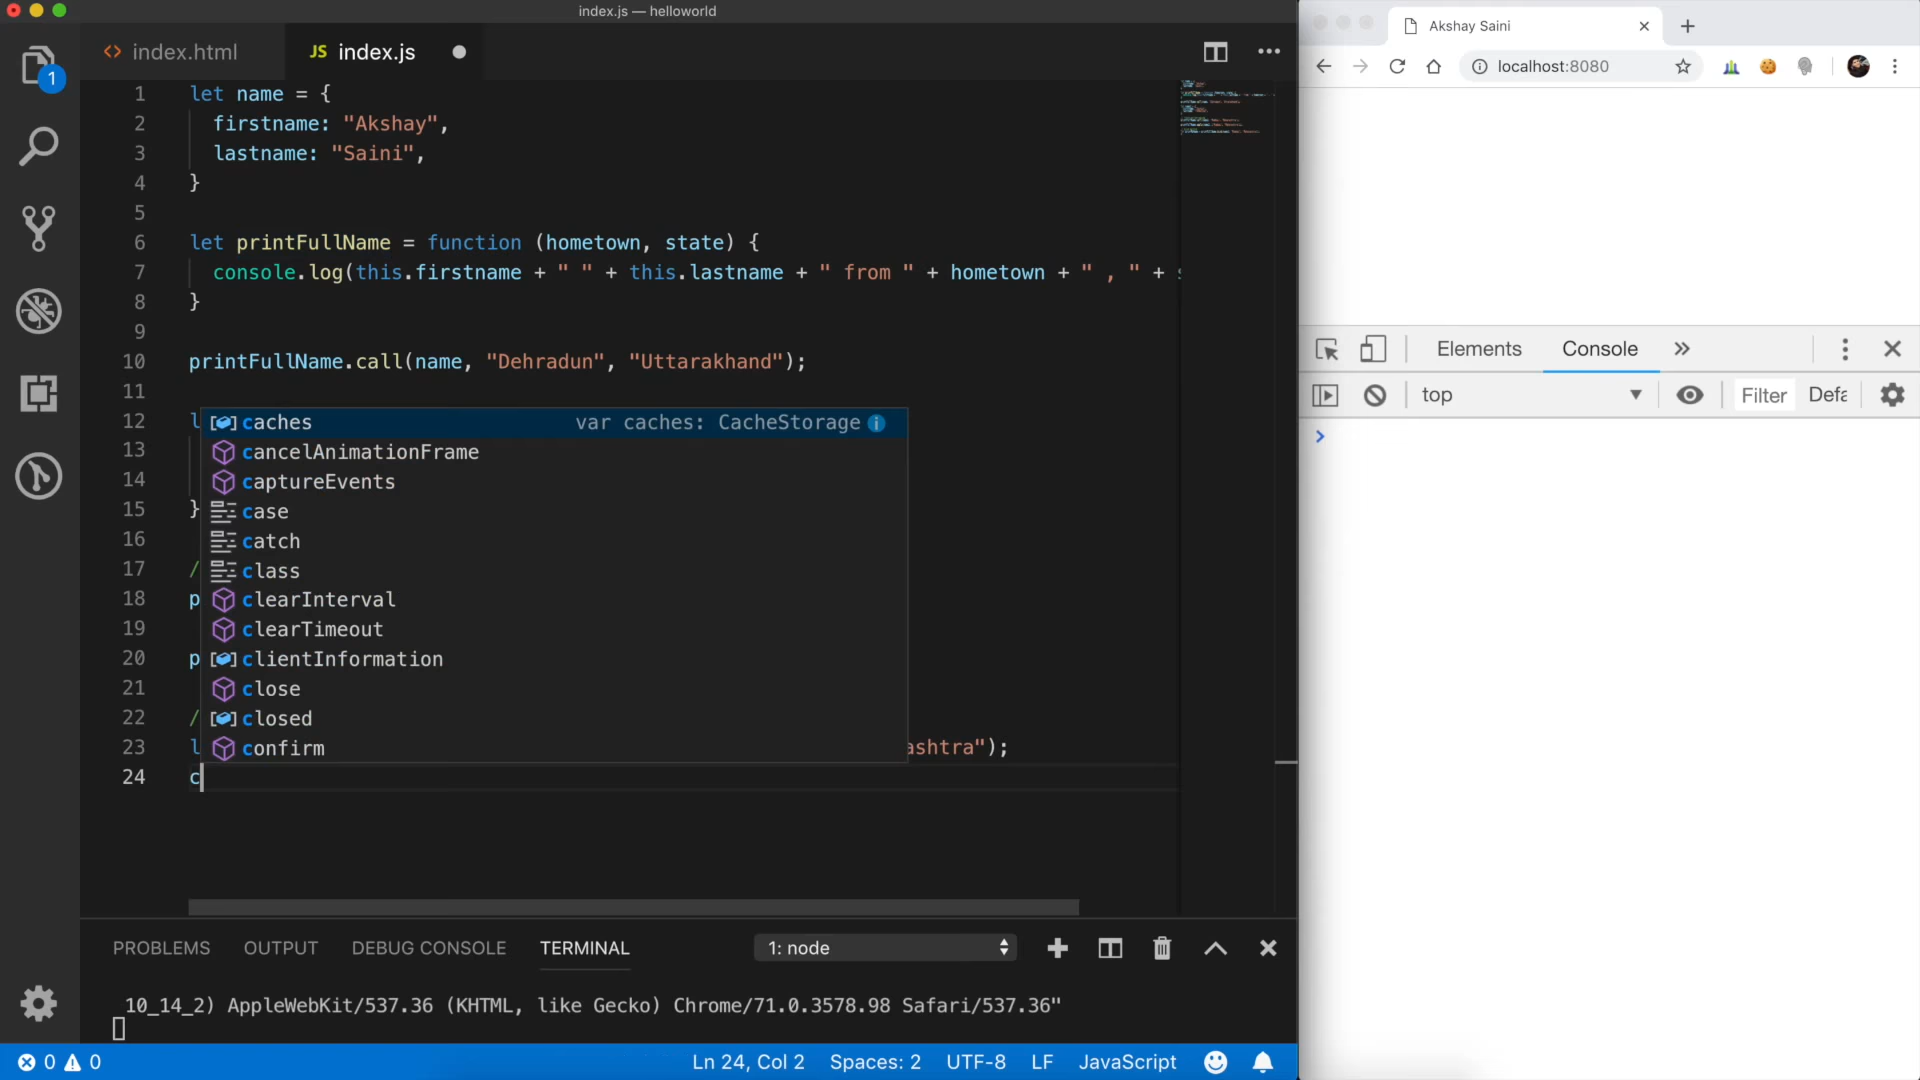 index.js — helloworld
<> index.html
JS index.js
1
1 let name = {
2 firstname: "Akshay",
3 lastname: "Saini",
4 }
5
6 let printFullName = function (hometown, state) {
7 console.log(this.firstname + " " + this.lastname + " from " + hometown + " , " +
8 }
9
10 printFullName.call(name, "Dehradun", "Uttarakhand");
11
12 l
13
14
15 }
16
17 /
18 p
19
20 p
21
22 /
23 l ashtra");
24 c
caches var caches: CacheStorage
cancelAnimationFrame
captureEvents
case
catch
class
clearInterval
clearTimeout
clientInformation
close
closed
confirm
PROBLEMS OUTPUT DEBUG CONSOLE TERMINAL 1: node
10_14_2) AppleWebKit/537.36 (KHTML, like Gecko) Chrome/71.0.3578.98 Safari/537.36"
0 0 Ln 24, Col 2 Spaces: 2 UTF-8 LF JavaScript
Akshay Saini
localhost:8080
Elements Console »
top Filter Defa
>